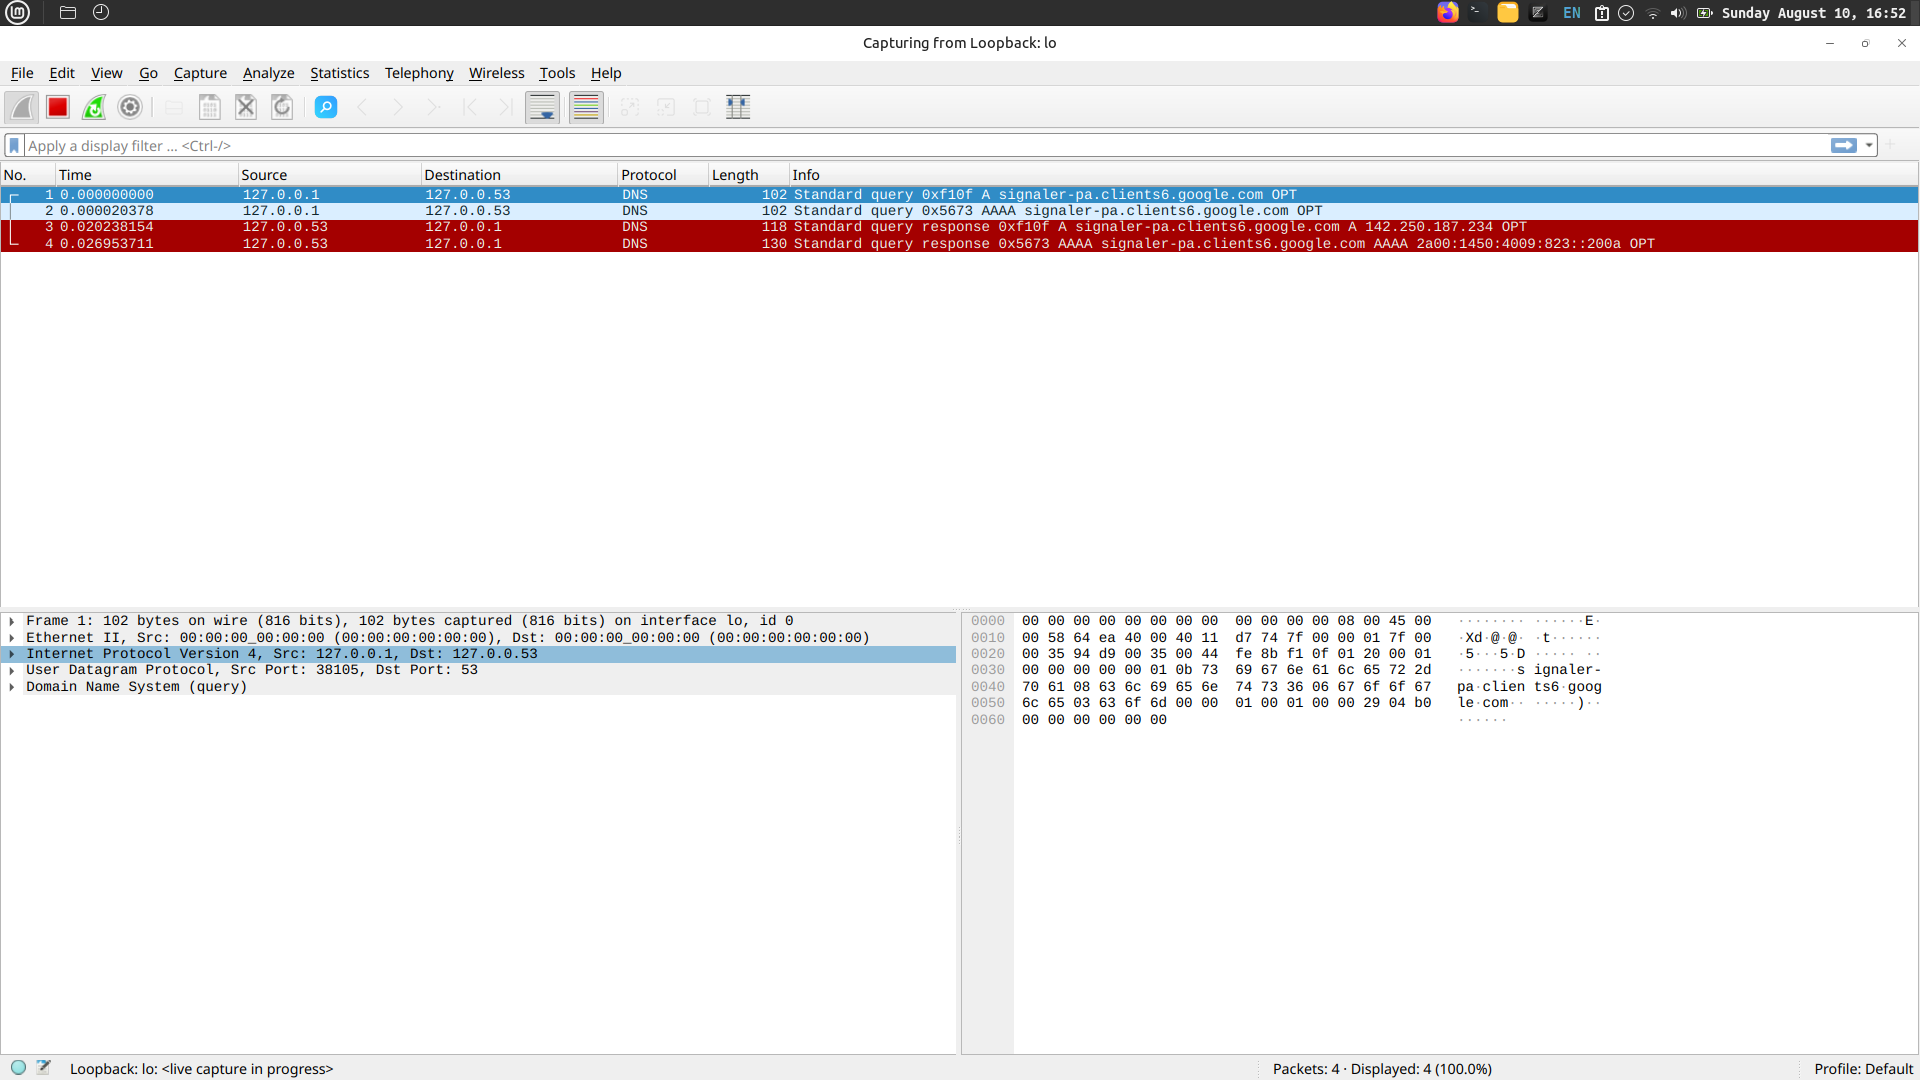 EN
Sunday August 10, 16:52
Capturing from Loopback: lo
File Edit View Go Capture Analyze Statistics Telephony Wireless Tools Help
Apply a display filter ... <Ctrl-/>
No. Time Source Destination Protocol Length Info
1 0.000000000 127.0.0.1 127.0.0.53 DNS 102 Standard query 0xf10f A signaler-pa.clients6.google.com OPT
2 0.000020378 127.0.0.1 127.0.0.53 DNS 102 Standard query 0x5673 AAAA signaler-pa.clients6.google.com OPT
3 0.020238154 127.0.0.53 127.0.0.1 DNS 118 Standard query response 0xf10f A signaler-pa.clients6.google.com A 142.250.187.234 OPT
4 0.026953711 127.0.0.53 127.0.0.1 DNS 130 Standard query response 0x5673 AAAA signaler-pa.clients6.google.com AAAA 2a00:1450:4009:823::200a OPT
Frame 1: 102 bytes on wire (816 bits), 102 bytes captured (816 bits) on interface lo, id 0
Ethernet II, Src: 00:00:00_00:00:00 (00:00:00:00:00:00), Dst: 00:00:00_00:00:00 (00:00:00:00:00:00)
Internet Protocol Version 4, Src: 127.0.0.1, Dst: 127.0.0.53
User Datagram Protocol, Src Port: 38105, Dst Port: 53
Domain Name System (query)
0000 00 00 00 00 00 00 00 00 00 00 00 00 08 00 45 00 ········ ······E·
0010 00 58 64 ea 40 00 40 11 d7 74 7f 00 00 01 7f 00 ·Xd·@·@· ·t······
0020 00 35 94 d9 00 35 00 44 fe 8b f1 0f 01 20 00 01 ·5···5·D ····· ··
0030 00 00 00 00 00 01 0b 73 69 67 6e 61 6c 65 72 2d ·······s ignaler-
0040 70 61 08 63 6c 69 65 6e 74 73 36 06 67 6f 6f 67 pa·clien ts6·goog
0050 6c 65 03 63 6f 6d 00 00 01 00 01 00 00 29 04 b0 le·com·· ·····)··
0060 00 00 00 00 00 00 ······
Loopback: lo: <live capture in progress>
Packets: 4 · Displayed: 4 (100.0%)
Profile: Default